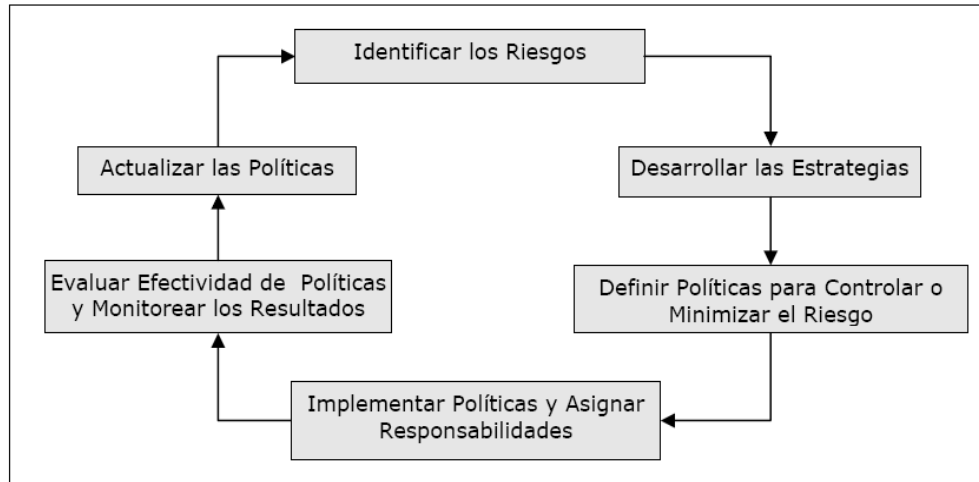 Identificar los Riesgos
Desarrollar las Estrategias
Definir Políticas para Controlar o
Minimizar el Riesgo
Implementar Políticas y Asignar
Responsabilidades
Evaluar Efectividad de Políticas
y Monitorear los Resultados
Actualizar las Políticas